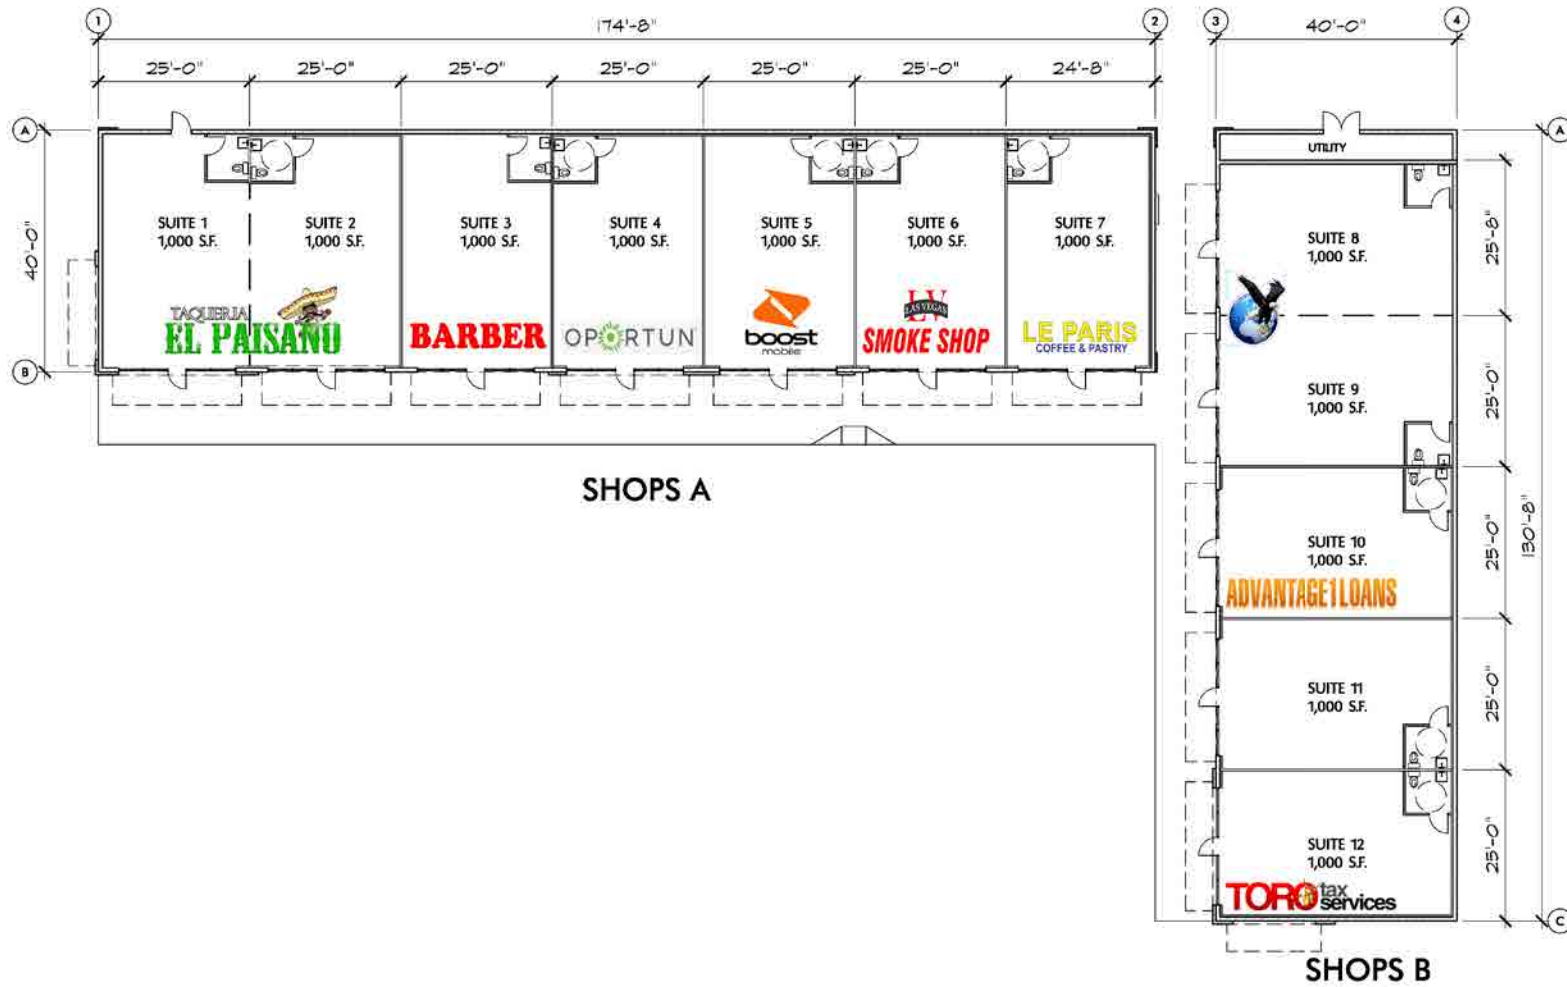 1
174'-8"
2
3
40'-0"
4
25'-0"
25'-0"
25'-0"
25'-0"
25'-0"
25'-0"
24'-8"
A
A
UTILITY
40'-0"
SUITE 1
1,000 S.F.
SUITE 2
1,000 S.F.
SUITE 3
1,000 S.F.
SUITE 4
1,000 S.F.
SUITE 5
1,000 S.F.
SUITE 6
1,000 S.F.
SUITE 7
1,000 S.F.
SUITE 8
1,000 S.F.
25'-8"
TAQUERIA
EL PAISANO
BARBER
OPORTUN
boost
mobile
LV
LAS VEGAS
SMOKE SHOP
LE PARIS
COFFEE & PASTRY
B
SUITE 9
1,000 S.F.
25'-0"
SHOPS A
SUITE 10
1,000 S.F.
25'-0"
130'-8"
ADVANTAGE1LOANS
SUITE 11
1,000 S.F.
25'-0"
SUITE 12
1,000 S.F.
25'-0"
TORO tax
services
C
SHOPS B